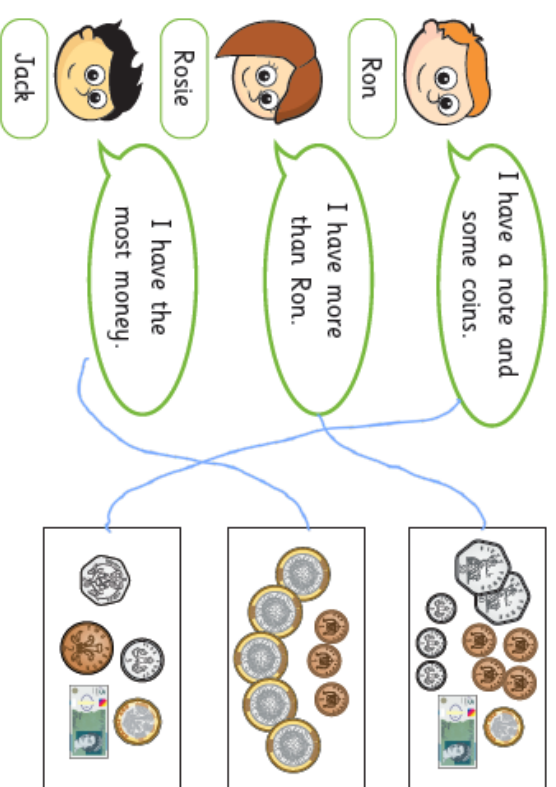 Ron
I have a note and
some coins.
Rosie
I have more
than Ron.
Jack
I have the
most money.